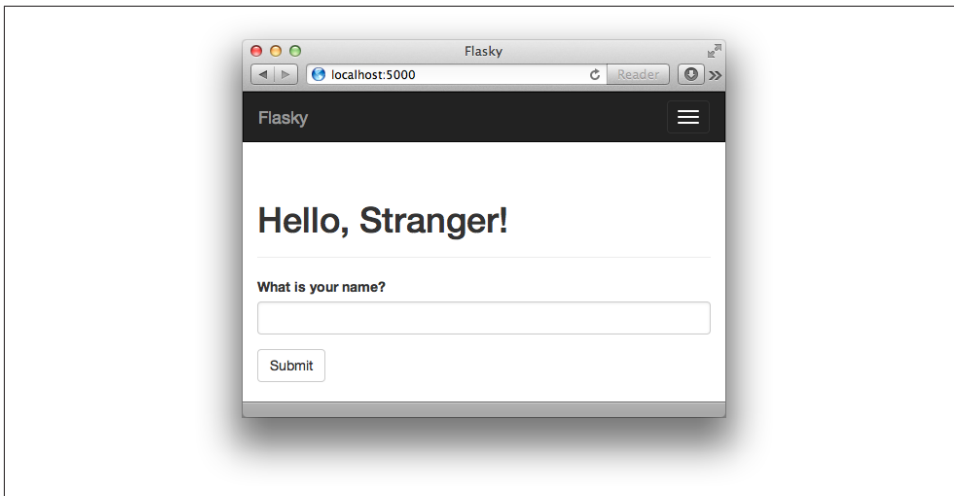 Flasky
localhost:5000
Reader
Flasky
Hello, Stranger!
What is your name?
Submit